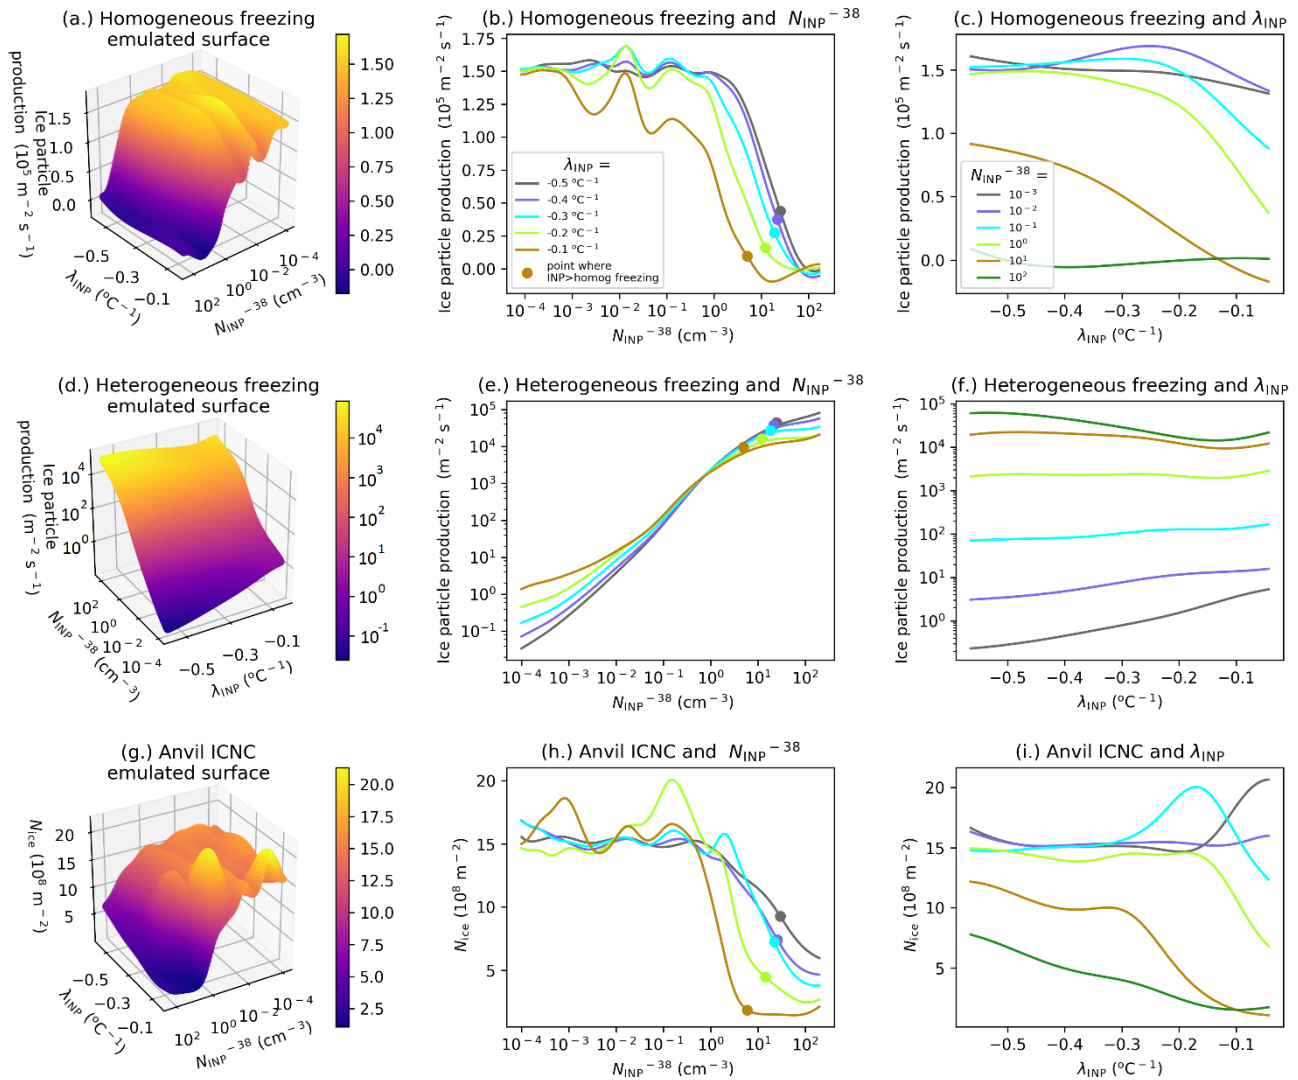 (a.) Homogeneous freezing
emulated surface
Ice particle
production (10⁵ m⁻² s⁻¹)
1.5
1.0
0.5
0.0
−0.5
−0.3
−0.1
λINP (°C⁻¹)
10² 10⁰ 10⁻² 10⁻⁴
NINP⁻³⁸ (cm⁻³)
1.50
1.25
1.00
0.75
0.50
0.25
0.00
(b.) Homogeneous freezing and NINP⁻³⁸
Ice particle production (10⁵ m⁻² s⁻¹)
1.75
1.50
1.25
1.00
0.75
0.50
0.25
0.00
λINP =
-0.5 °C⁻¹
-0.4 °C⁻¹
-0.3 °C⁻¹
-0.2 °C⁻¹
-0.1 °C⁻¹
point where
INP>homog freezing
10⁻⁴ 10⁻³ 10⁻² 10⁻¹ 10⁰ 10¹ 10²
NINP⁻³⁸ (cm⁻³)
(c.) Homogeneous freezing and λINP
Ice particle production (10⁵ m⁻² s⁻¹)
1.5
1.0
0.5
0.0
NINP⁻³⁸ =
10⁻³
10⁻²
10⁻¹
10⁰
10¹
10²
−0.5 −0.4 −0.3 −0.2 −0.1
λINP (°C⁻¹)
(d.) Heterogeneous freezing
emulated surface
Ice particle
production (m⁻² s⁻¹)
10⁴
10²
10⁰
10²
10⁰
10⁻²
10⁻⁴
NINP⁻³⁸ (cm⁻³)
−0.5
−0.3
−0.1
λINP (°C⁻¹)
10⁴
10³
10²
10¹
10⁰
10⁻¹
(e.) Heterogeneous freezing and NINP⁻³⁸
Ice particle production (m⁻² s⁻¹)
10⁵
10⁴
10³
10²
10¹
10⁰
10⁻¹
10⁻⁴ 10⁻³ 10⁻² 10⁻¹ 10⁰ 10¹ 10²
NINP⁻³⁸ (cm⁻³)
(f.) Heterogeneous freezing and λINP
Ice particle production (m⁻² s⁻¹)
10⁵
10⁴
10³
10²
10¹
10⁰
−0.5 −0.4 −0.3 −0.2 −0.1
λINP (°C⁻¹)
(g.) Anvil ICNC
emulated surface
Nice (10⁸ m⁻²)
20
15
10
5
−0.5
−0.3
−0.1
λINP (°C⁻¹)
10² 10⁰ 10⁻² 10⁻⁴
NINP⁻³⁸ (cm⁻³)
20.0
17.5
15.0
12.5
10.0
7.5
5.0
2.5
(h.) Anvil ICNC and NINP⁻³⁸
Nice (10⁸ m⁻²)
20
15
10
5
10⁻⁴ 10⁻³ 10⁻² 10⁻¹ 10⁰ 10¹ 10²
NINP⁻³⁸ (cm⁻³)
(i.) Anvil ICNC and λINP
Nice (10⁸ m⁻²)
20
15
10
5
−0.5 −0.4 −0.3 −0.2 −0.1
λINP (°C⁻¹)